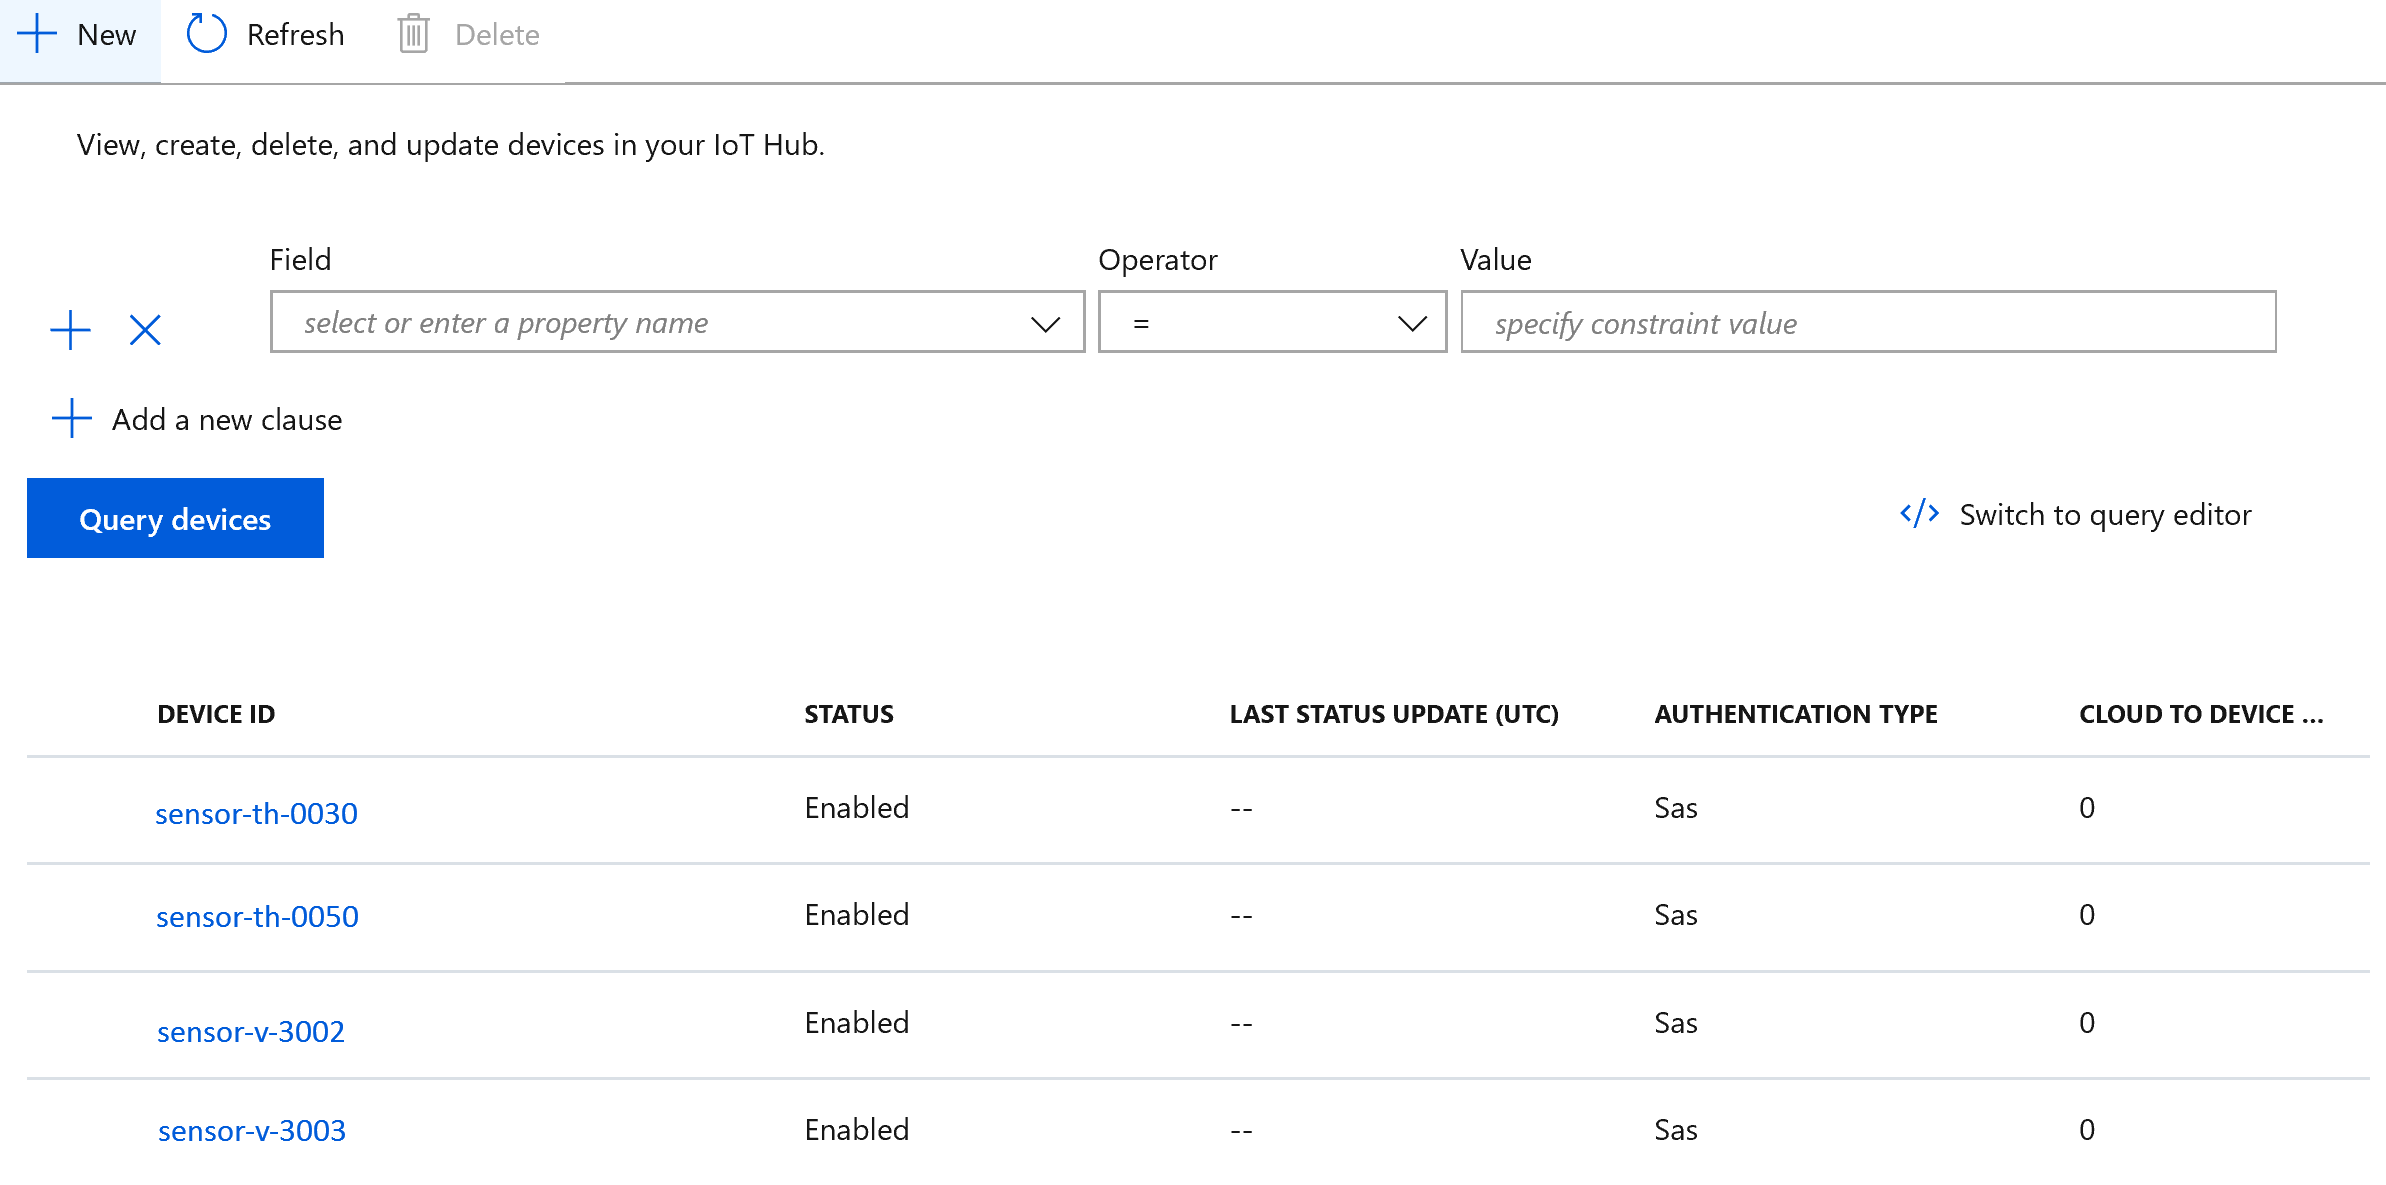 New Refresh Delete
View, create, delete, and update devices in your IoT Hub.
Field Operator Value
select or enter a property name = specify constraint value
Add a new clause
Query devices </> Switch to query editor
DEVICE ID STATUS LAST STATUS UPDATE (UTC) AUTHENTICATION TYPE CLOUD TO DEVICE ...
sensor-th-0030 Enabled -- Sas 0
sensor-th-0050 Enabled -- Sas 0
sensor-v-3002 Enabled -- Sas 0
sensor-v-3003 Enabled -- Sas 0